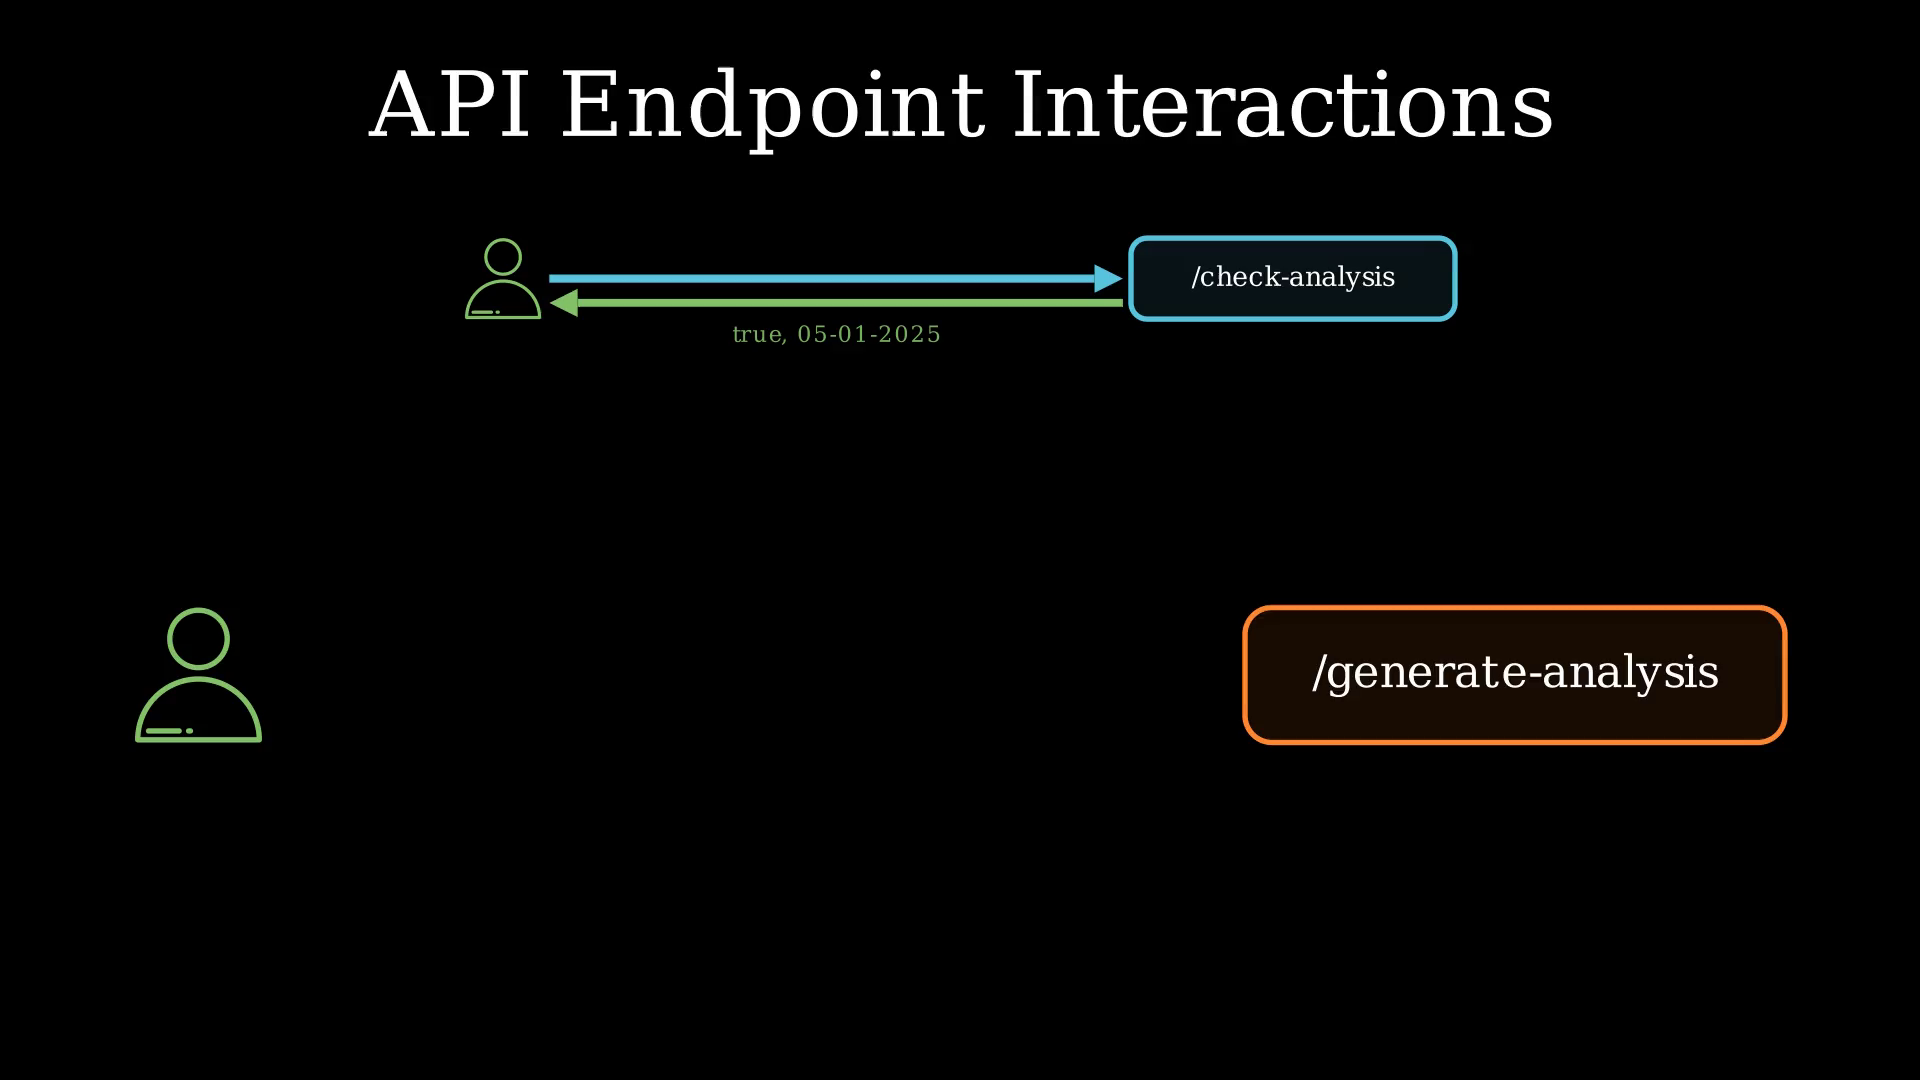 API Endpoint Interactions
/check-analysis
true, 05-01-2025
/generate-analysis